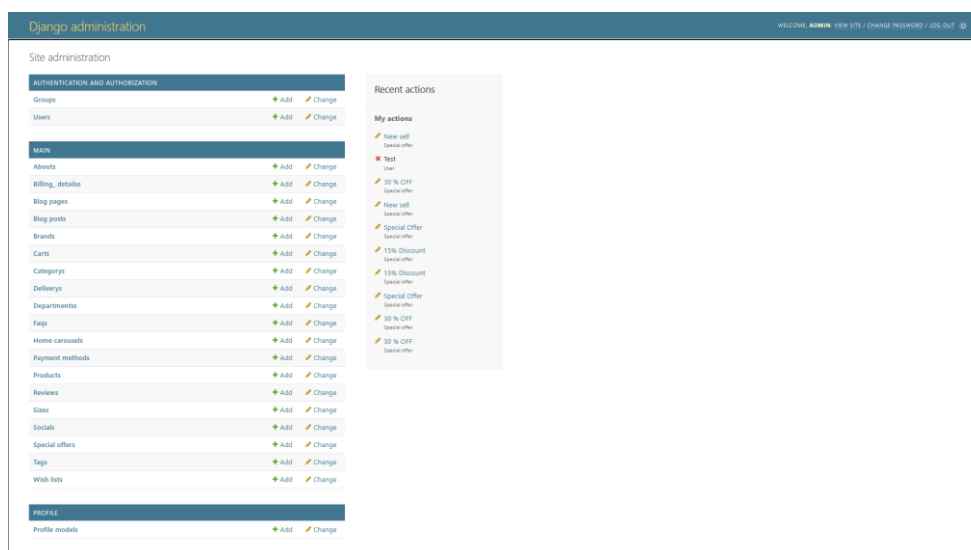 Django administration
WELCOME, ADMIN. VIEW SITE / CHANGE PASSWORD / LOG OUT
Site administration
AUTHENTICATION AND AUTHORIZATION
Groups + Add Change
Users + Add Change
MAIN
Abouts + Add Change
Billing_detailss + Add Change
Blog pages + Add Change
Blog posts + Add Change
Brands + Add Change
Carts + Add Change
Categorys + Add Change
Deliverys + Add Change
Departmentss + Add Change
Faqs + Add Change
Home carousels + Add Change
Payment methods + Add Change
Products + Add Change
Reviews + Add Change
Sizes + Add Change
Socials + Add Change
Special offers + Add Change
Tags + Add Change
Wish lists + Add Change
PROFILE
Profile models + Add Change
Recent actions
My actions
New sell
Special offer
Test
User
30 % OFF
Special offer
New sell
Special offer
Special Offer
Special offer
15% Discount
Special offer
15% Discount
Special offer
Special Offer
Special offer
30 % OFF
Special offer
30 % OFF
Special offer